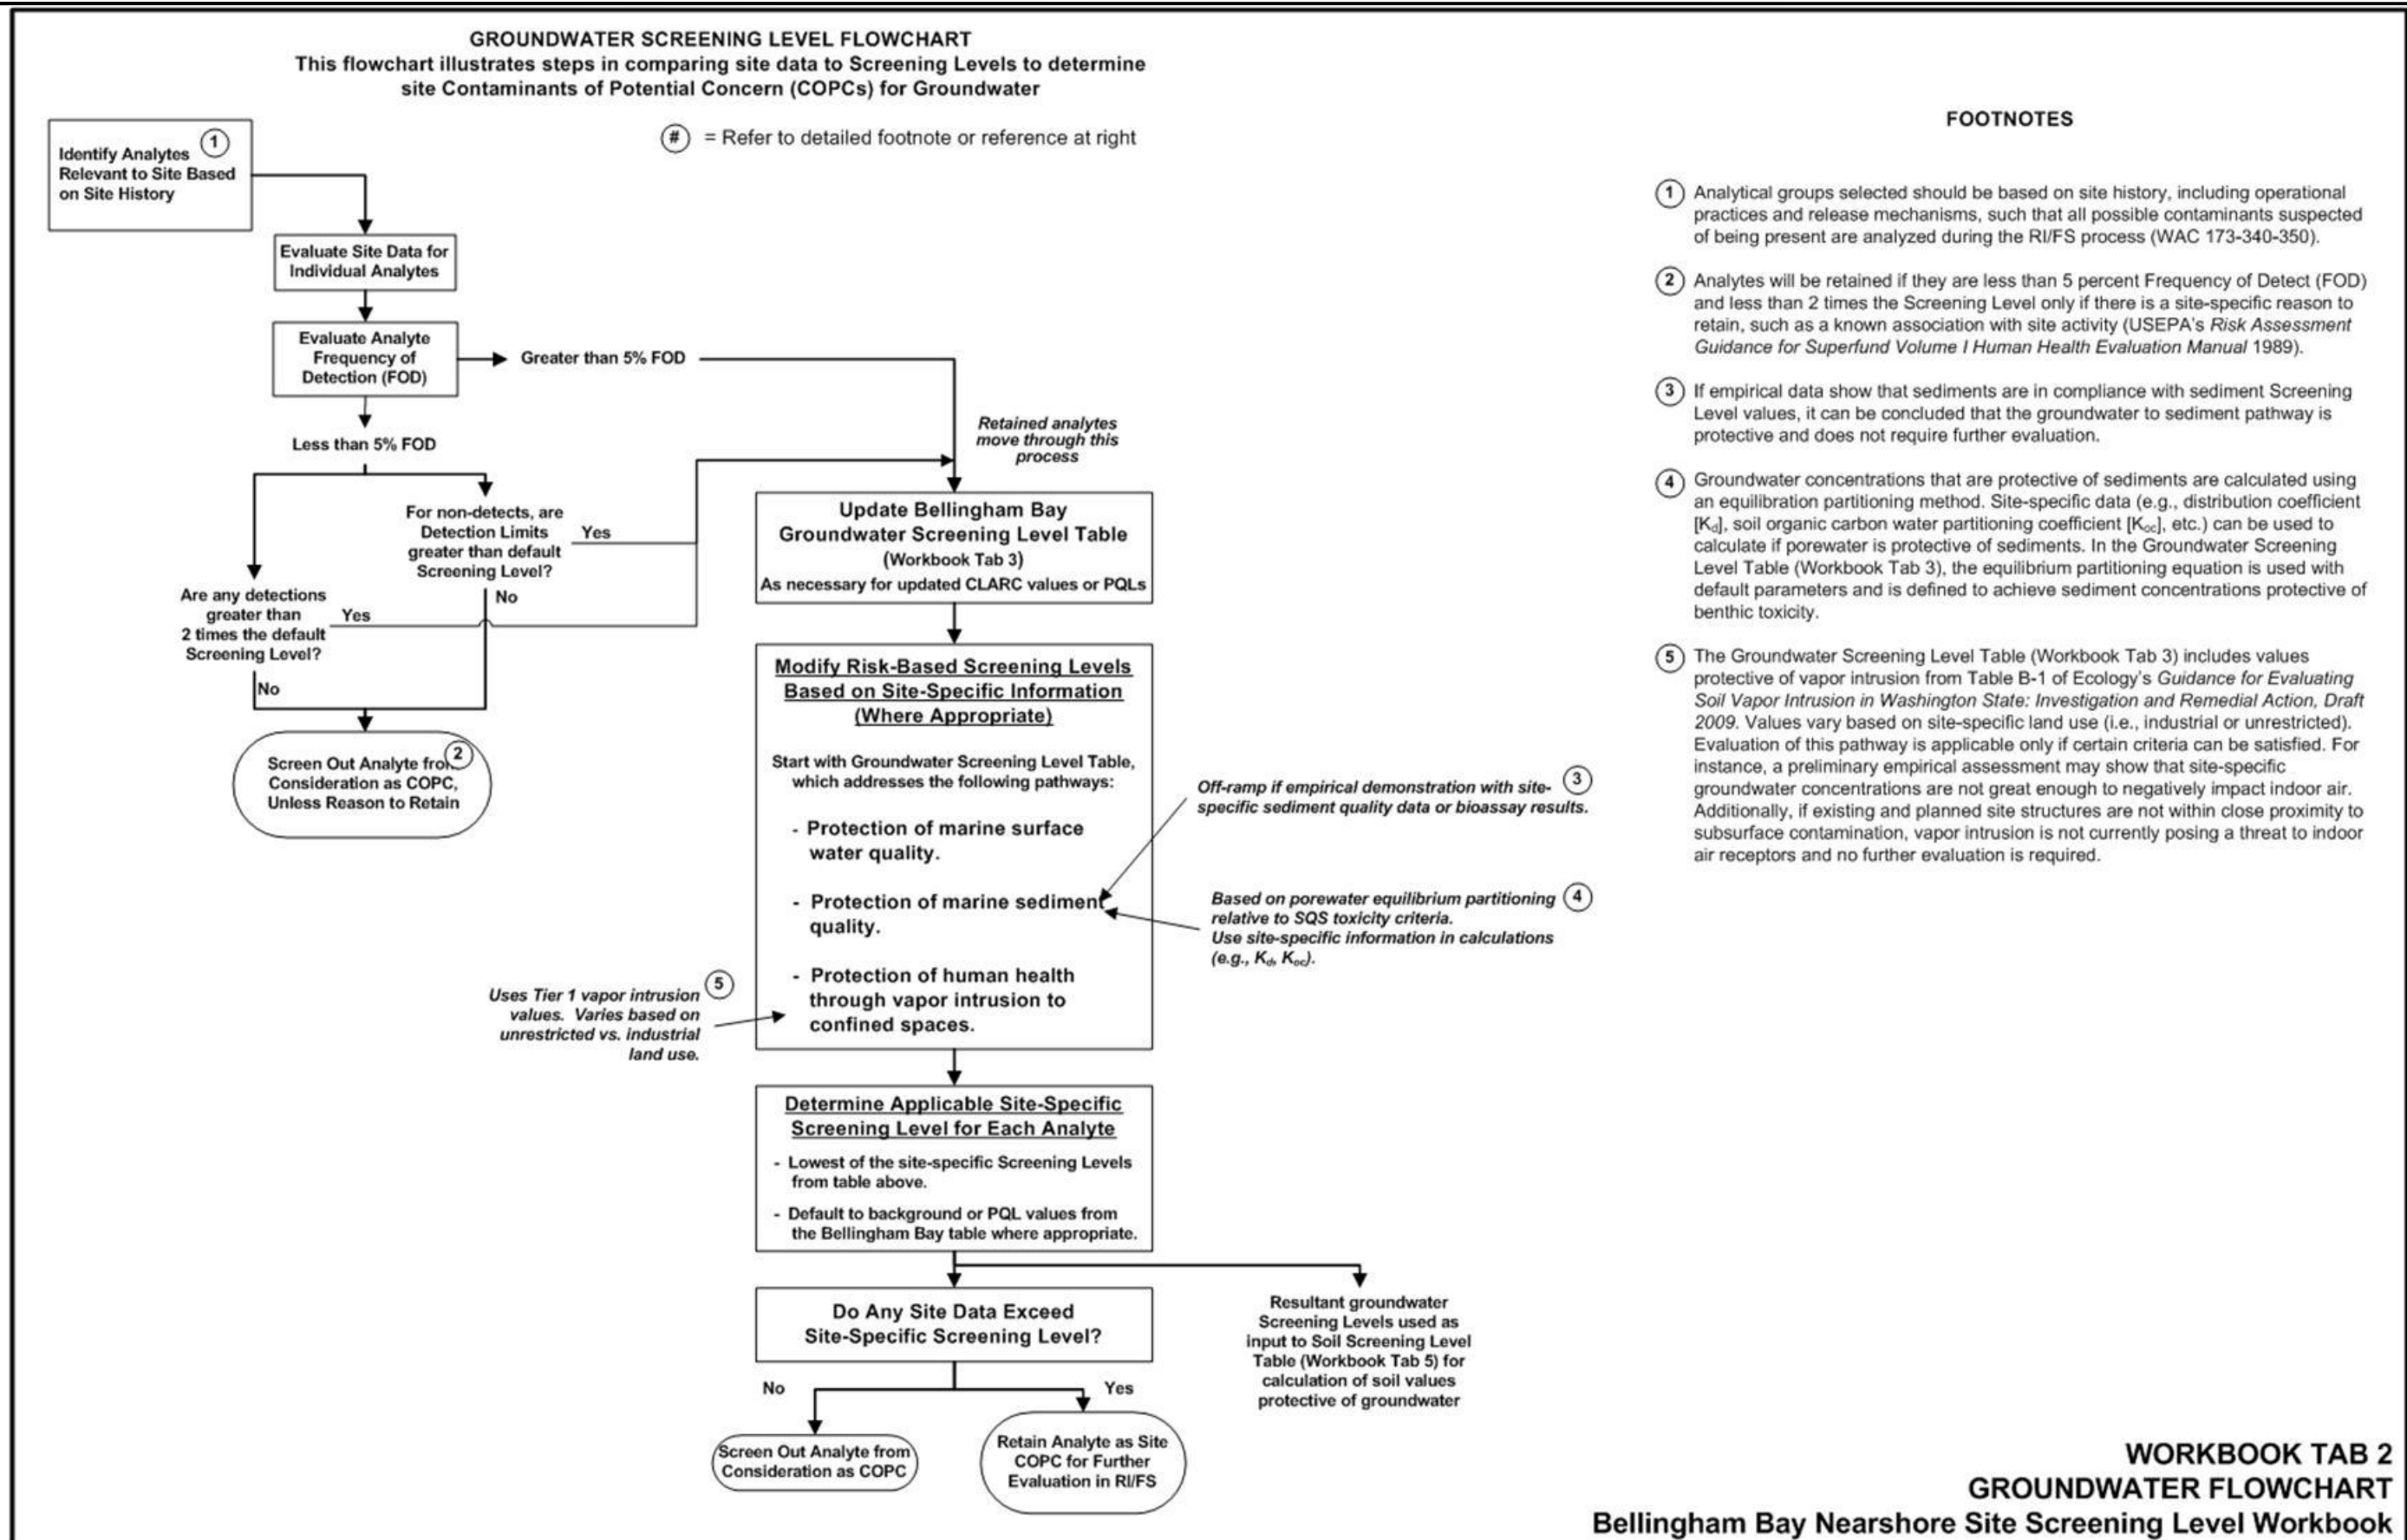 GROUNDWATER SCREENING LEVEL FLOWCHART
This flowchart illustrates steps in comparing site data to Screening Levels to determine
site Contaminants of Potential Concern (COPCs) for Groundwater
# = Refer to detailed footnote or reference at right
Identify Analytes 1
Relevant to Site Based
on Site History
Evaluate Site Data for
Individual Analytes
Evaluate Analyte
Frequency of
Detection (FOD)
Greater than 5% FOD
Less than 5% FOD
Retained analytes
move through this
process
For non-detects, are
Detection Limits
greater than default
Screening Level?
Yes
No
Are any detections
greater than
2 times the default
Screening Level?
Yes
No
Screen Out Analyte from 2
Consideration as COPC,
Unless Reason to Retain
Update Bellingham Bay
Groundwater Screening Level Table
(Workbook Tab 3)
As necessary for updated CLARC values or PQLs
Modify Risk-Based Screening Levels
Based on Site-Specific Information
(Where Appropriate)
Start with Groundwater Screening Level Table,
which addresses the following pathways:
- Protection of marine surface
water quality.
- Protection of marine sediment
quality.
- Protection of human health
through vapor intrusion to
confined spaces.
Off-ramp if empirical demonstration with site- 3
specific sediment quality data or bioassay results.
Based on porewater equilibrium partitioning 4
relative to SQS toxicity criteria.
Use site-specific information in calculations
(e.g., Kd, Koc).
Uses Tier 1 vapor intrusion 5
values. Varies based on
unrestricted vs. industrial
land use.
Determine Applicable Site-Specific
Screening Level for Each Analyte
- Lowest of the site-specific Screening Levels
from table above.
- Default to background or PQL values from
the Bellingham Bay table where appropriate.
Do Any Site Data Exceed
Site-Specific Screening Level?
No
Yes
Screen Out Analyte from
Consideration as COPC
Retain Analyte as Site
COPC for Further
Evaluation in RI/FS
Resultant groundwater
Screening Levels used as
input to Soil Screening Level
Table (Workbook Tab 5) for
calculation of soil values
protective of groundwater
FOOTNOTES
1 Analytical groups selected should be based on site history, including operational
practices and release mechanisms, such that all possible contaminants suspected
of being present are analyzed during the RI/FS process (WAC 173-340-350).
2 Analytes will be retained if they are less than 5 percent Frequency of Detect (FOD)
and less than 2 times the Screening Level only if there is a site-specific reason to
retain, such as a known association with site activity (USEPA's Risk Assessment
Guidance for Superfund Volume I Human Health Evaluation Manual 1989).
3 If empirical data show that sediments are in compliance with sediment Screening
Level values, it can be concluded that the groundwater to sediment pathway is
protective and does not require further evaluation.
4 Groundwater concentrations that are protective of sediments are calculated using
an equilibration partitioning method. Site-specific data (e.g., distribution coefficient
[Kd], soil organic carbon water partitioning coefficient [Koc], etc.) can be used to
calculate if porewater is protective of sediments. In the Groundwater Screening
Level Table (Workbook Tab 3), the equilibrium partitioning equation is used with
default parameters and is defined to achieve sediment concentrations protective of
benthic toxicity.
5 The Groundwater Screening Level Table (Workbook Tab 3) includes values
protective of vapor intrusion from Table B-1 of Ecology's Guidance for Evaluating
Soil Vapor Intrusion in Washington State: Investigation and Remedial Action, Draft
2009. Values vary based on site-specific land use (i.e., industrial or unrestricted).
Evaluation of this pathway is applicable only if certain criteria can be satisfied. For
instance, a preliminary empirical assessment may show that site-specific
groundwater concentrations are not great enough to negatively impact indoor air.
Additionally, if existing and planned site structures are not within close proximity to
subsurface contamination, vapor intrusion is not currently posing a threat to indoor
air receptors and no further evaluation is required.
WORKBOOK TAB 2
GROUNDWATER FLOWCHART
Bellingham Bay Nearshore Site Screening Level Workbook